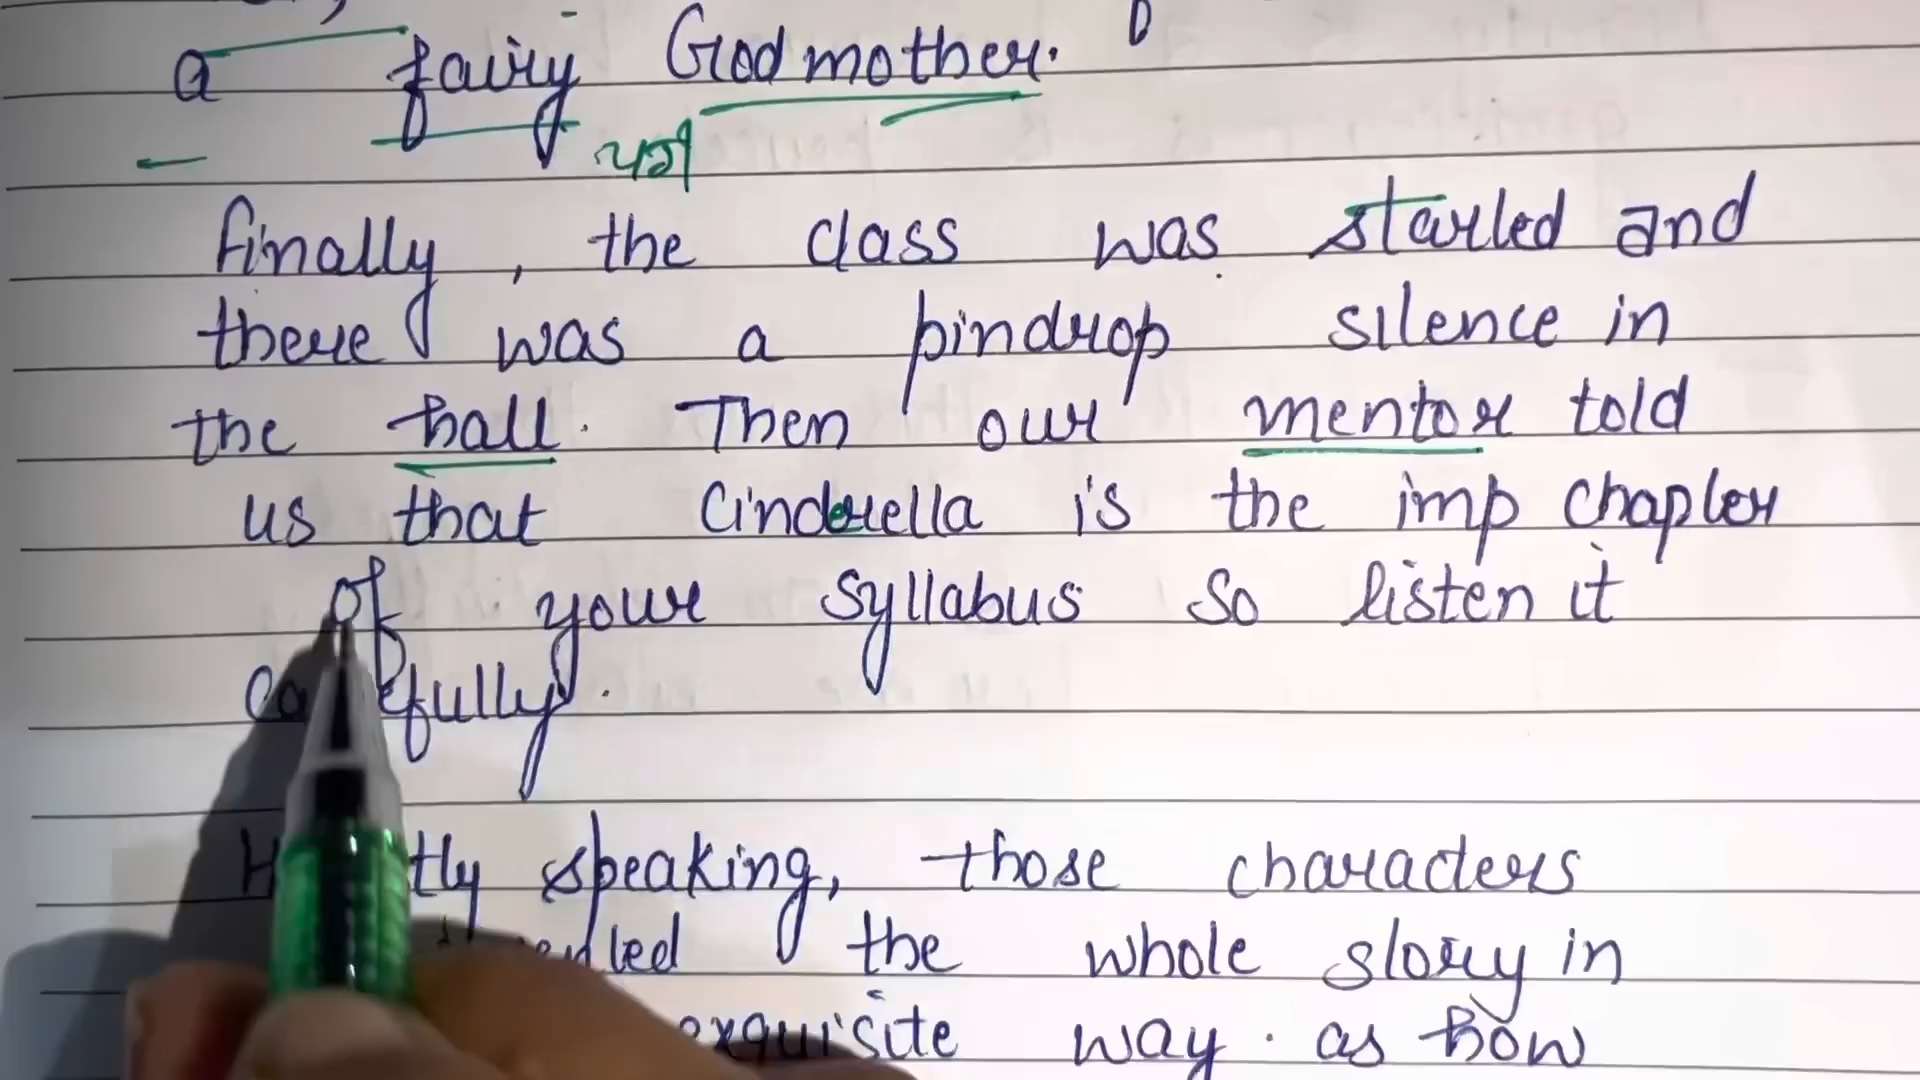 a fairy Godmother.
परी
finally, the class was started and
there was a pindrop silence in
the hall. Then our mentor told
us that Cinderella is the imp chapter
of your syllabus so listen it
speaking, those characters
the whole story in
exquisite way. as how